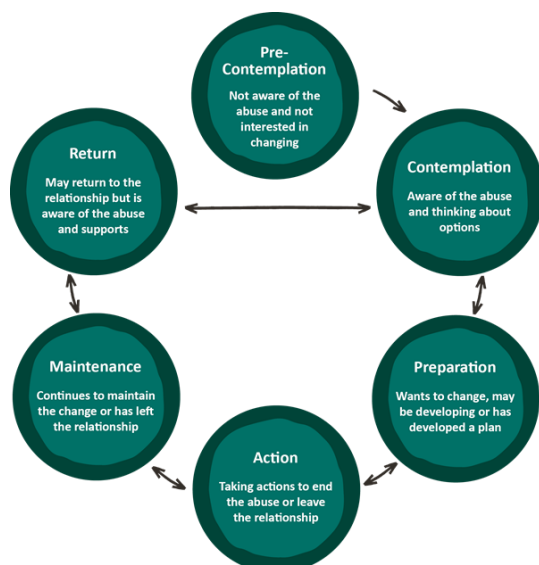 Pre-
Contemplation
Not aware of the
abuse and not
interested in
changing
Contemplation
Aware of the abuse
and thinking about
options
Preparation
Wants to change, may
be developing or has
developed a plan
Action
Taking actions to end
the abuse or leave
the relationship
Maintenance
Continues to maintain
the change or has left
the relationship
Return
May return to the
relationship but is
aware of the abuse
and supports